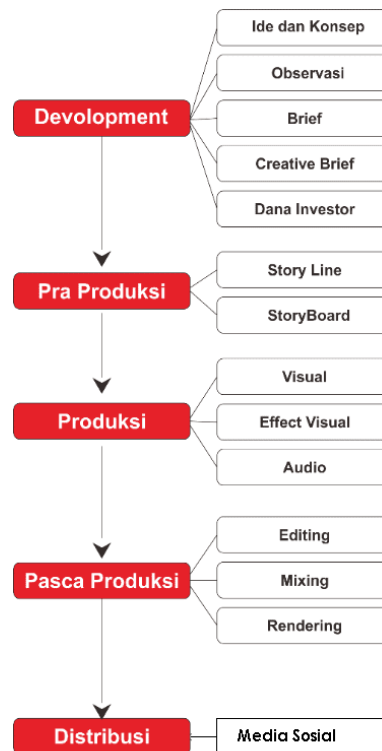 Ide dan Konsep
Observasi
Devolopment
Brief
Creative Brief
Dana Investor
Story Line
Pra Produksi
StoryBoard
Visual
Produksi
Effect Visual
Audio
Editing
Pasca Produksi
Mixing
Rendering
Distribusi
Media Sosial